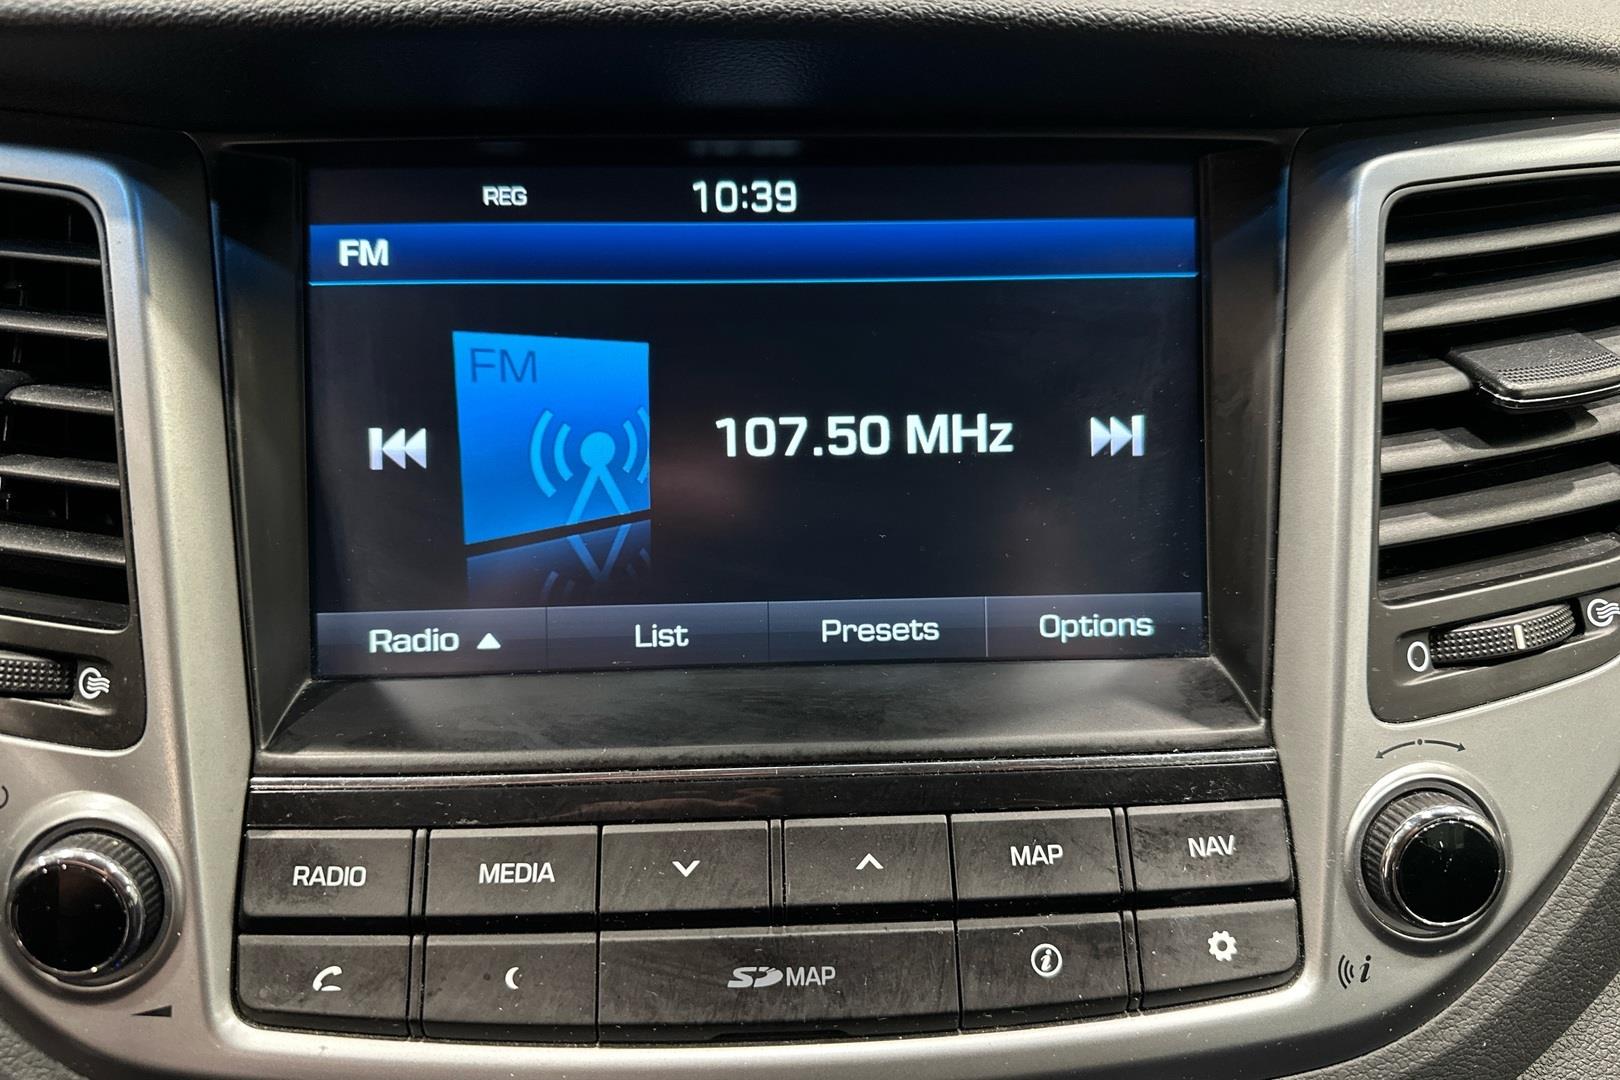 REG 10:39
FM
FM
107.50 MHz
Radio List Presets Options
RADIO MEDIA MAP NAV
SD MAP
i
i
O